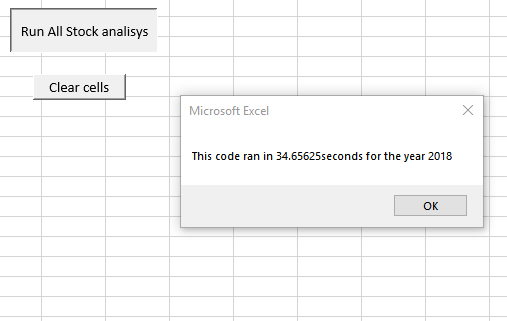 Run All Stock analisys
Clear cells
Microsoft Excel
This code ran in 34.65625seconds for the year 2018
OK